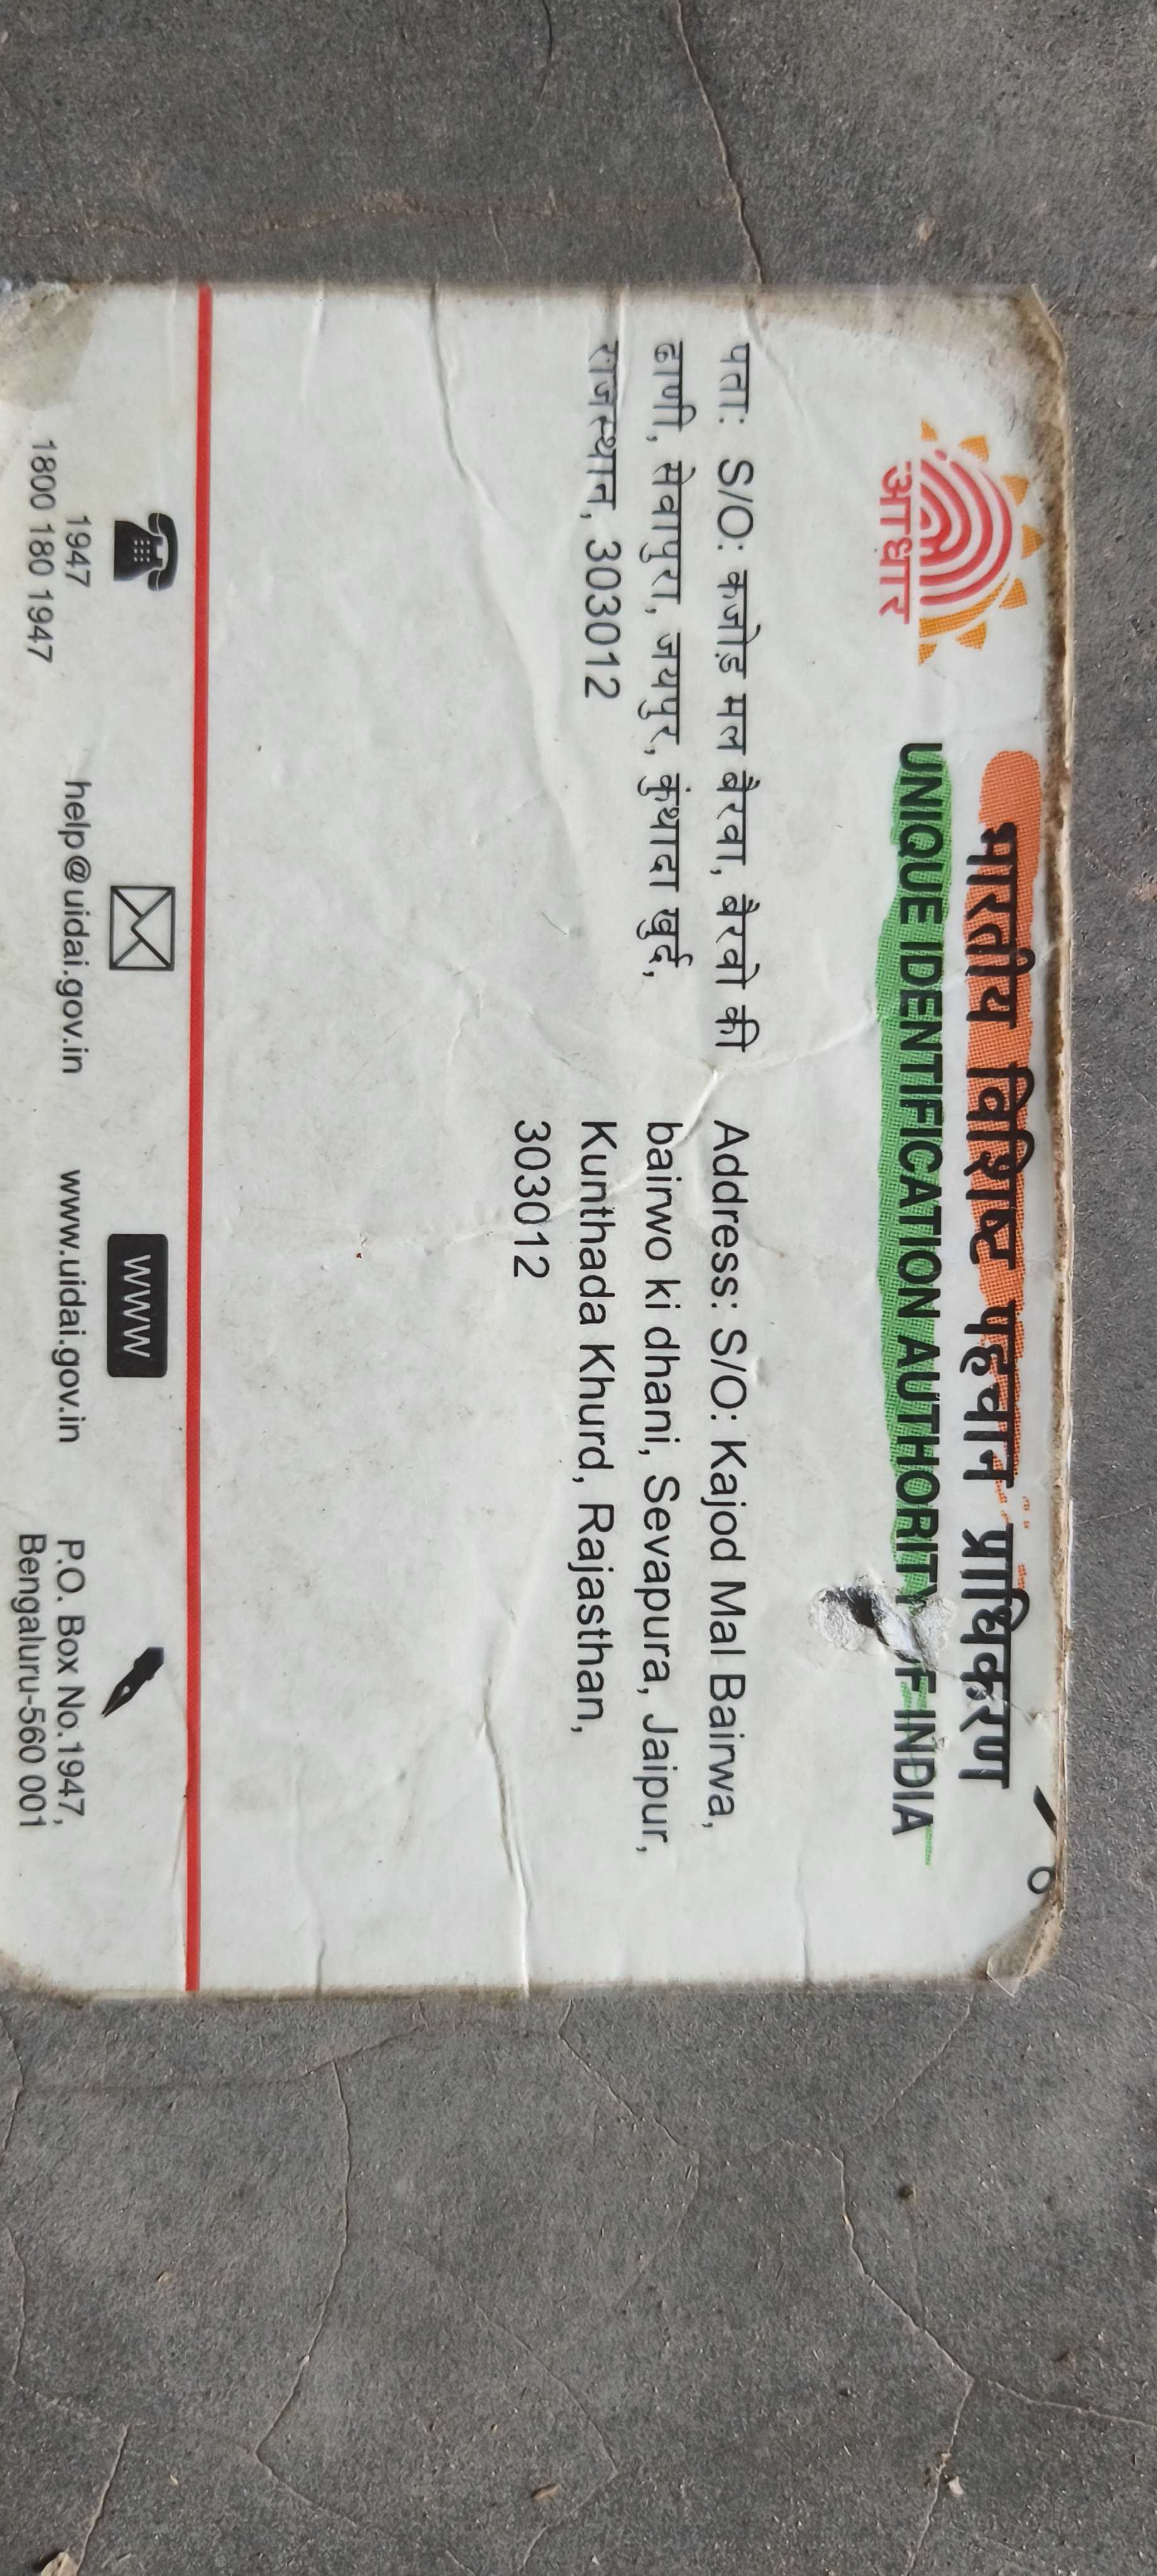 आधार
भारतीय विशिष्ट पहचान प्राधिकरण
UNIQUE IDENTIFICATION AUTHORITY OF INDIA
पताः S/O: कजोड़ मल बैरवा, बैरवो की
ढाणी, सेवापुरा, जयपुर, कुंथादा खुर्द,
राजस्थान, 303012
Address: S/O: Kajod Mal Bairwa,
bairwo ki dhani, Sevapura, Jaipur,
Kunthada Khurd, Rajasthan,
303012
1947
1800 180 1947
help@uidai.gov.in
WWW
www.uidai.gov.in
P.O. Box No.1947,
Bengaluru-560 001